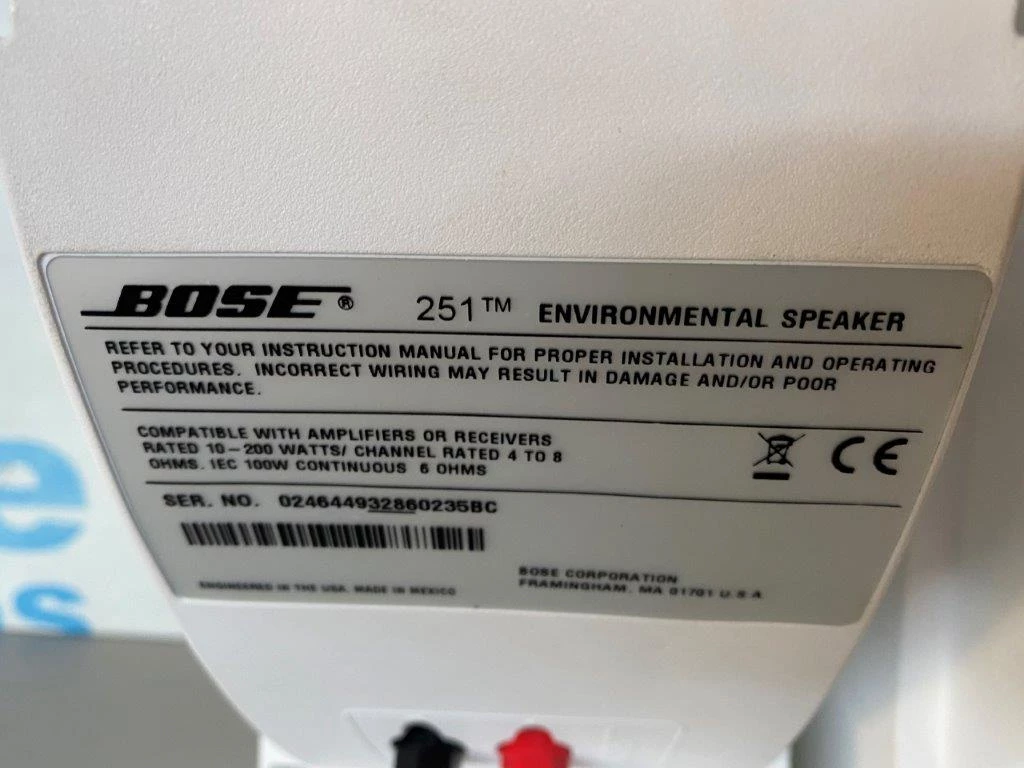 BOSE® 251™ ENVIRONMENTAL SPEAKER
REFER TO YOUR INSTRUCTION MANUAL FOR PROPER INSTALLATION AND OPERATING
PROCEDURES. INCORRECT WIRING MAY RESULT IN DAMAGE AND/OR POOR
PERFORMANCE.
COMPATIBLE WITH AMPLIFIERS OR RECEIVERS
RATED 10-200 WATTS/ CHANNEL RATED 4 TO 8
OHMS. IEC 100W CONTINUOUS 6 OHMS
CE
SER. NO. 024644932860235BC
ENGINEERED IN THE USA. MADE IN MEXICO
BOSE CORPORATION
FRAMINGHAM, MA 01701 U.S.A
e
s